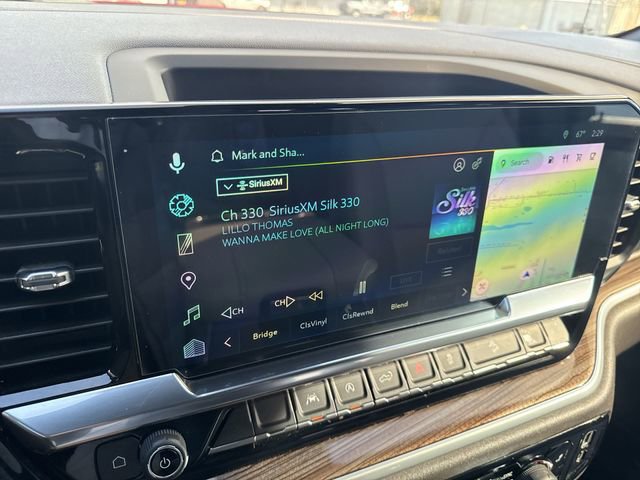 Mark and Sha...
67° 2:29
SiriusXM
Search
Ch 330 SiriusXM Silk 330
LILLO THOMAS
WANNA MAKE LOVE (ALL NIGHT LONG)
Silk
330
LIVE
CH
CH
Bridge
ClsVinyl
ClsRewnd
Blend